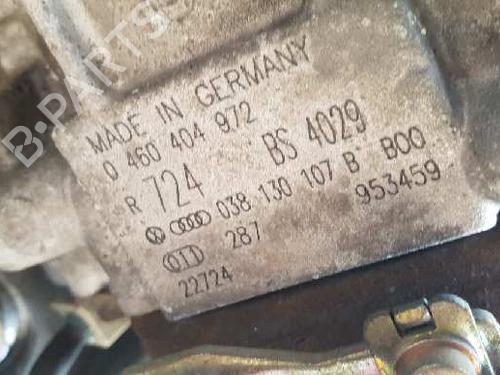 B-PARTS
MADE IN GERMANY
0 460 404 972
R 724 BS 4029
038 130 107 B B00
287 953459
22724